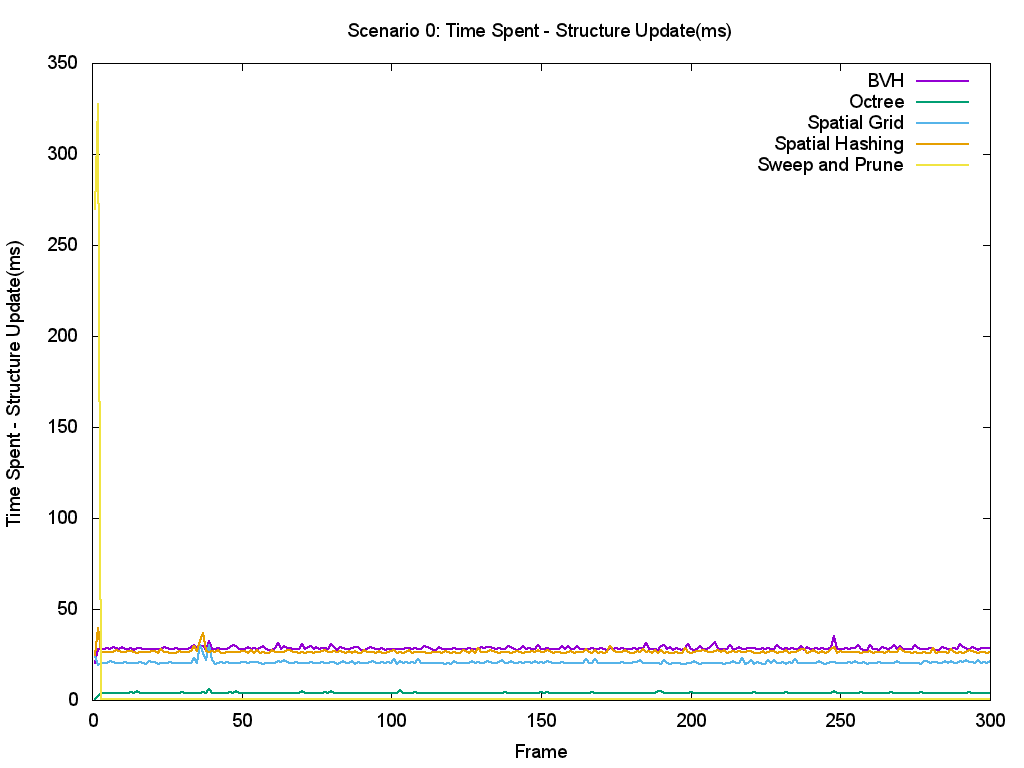 Scenario 0: Time Spent - Structure Update(ms)
350
300
250
200
150
100
50
0
Time Spent - Structure Update(ms)
BVH
Octree
Spatial Grid
Spatial Hashing
Sweep and Prune
0 50 100 150 200 250 300
Frame